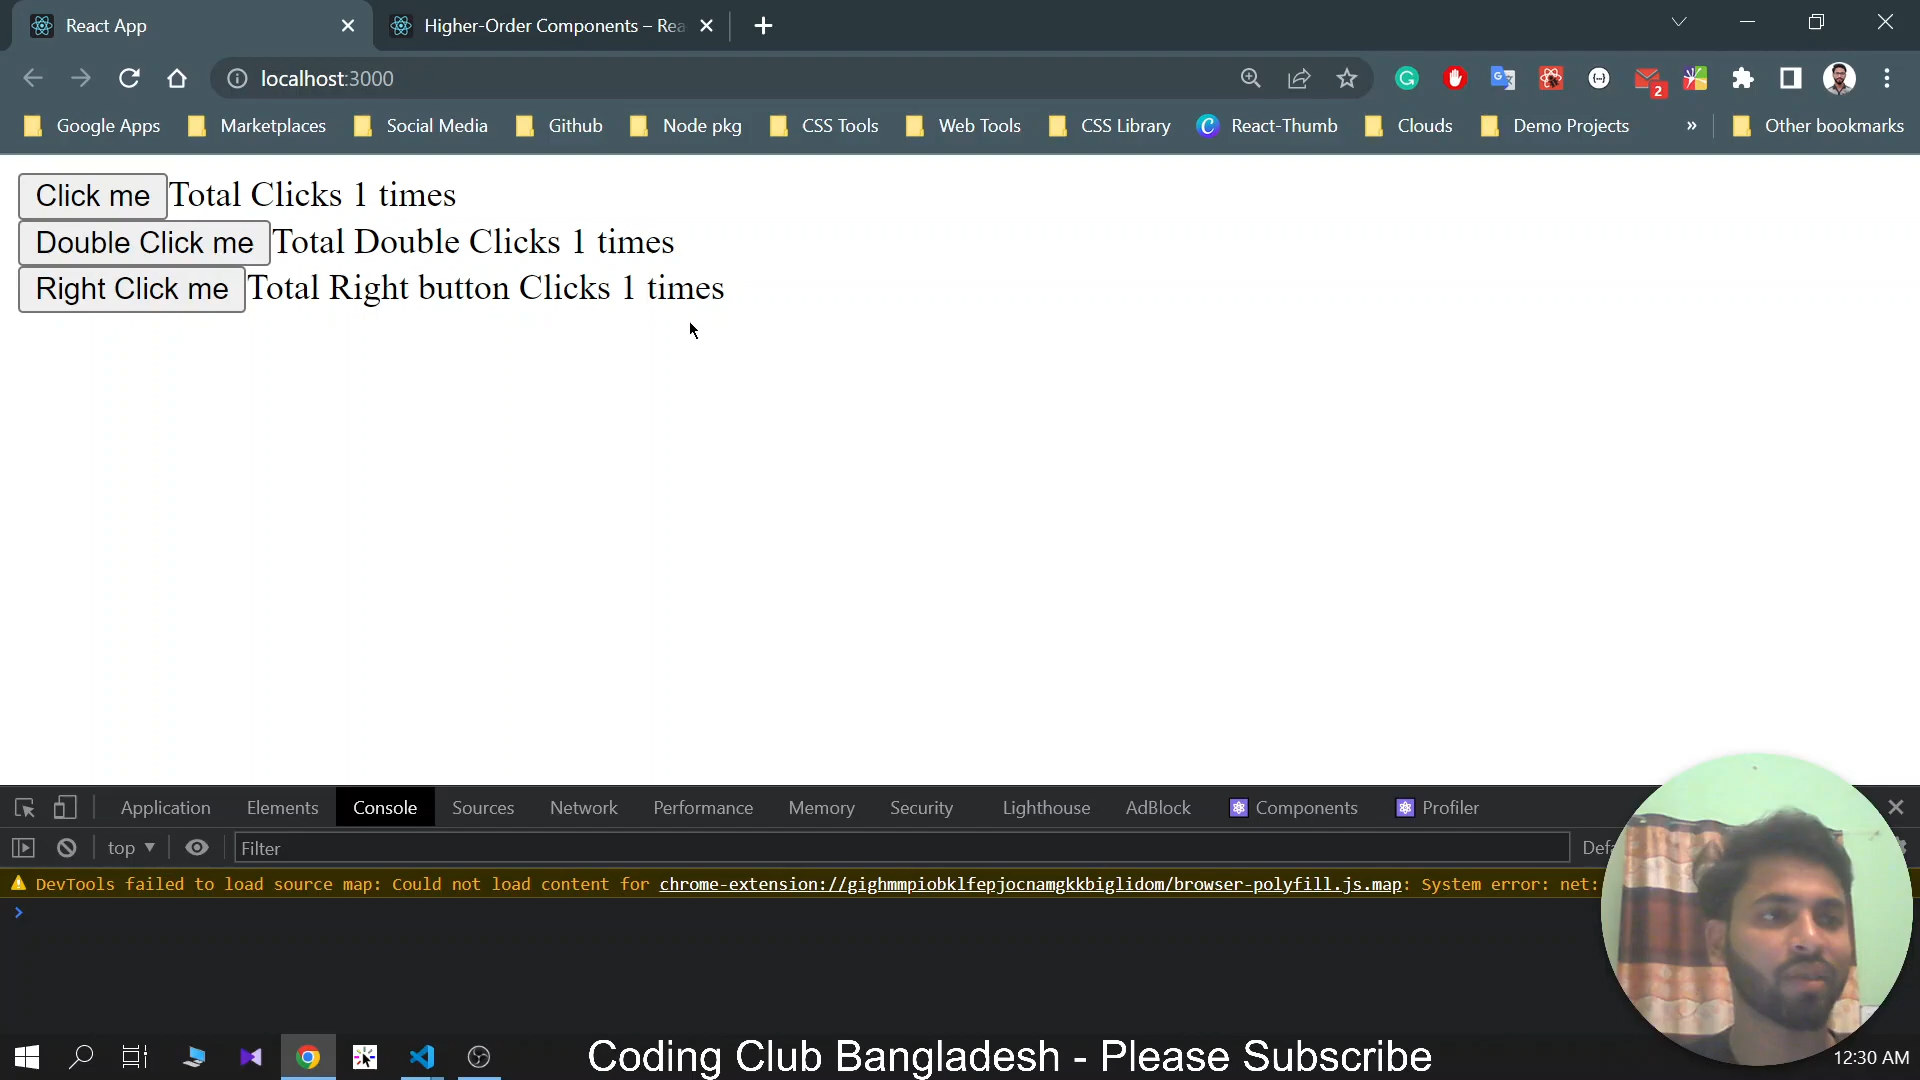 React App
Higher-Order Components – Rea
localhost:3000
2
Google Apps
Marketplaces
Social Media
Github
Node pkg
CSS Tools
Web Tools
CSS Library
React-Thumb
Clouds
Demo Projects
»
Other bookmarks
Click me Total Clicks 1 times
Double Click me Total Double Clicks 1 times
Right Click me Total Right button Clicks 1 times
Application
Elements
Console
Sources
Network
Performance
Memory
Security
Lighthouse
AdBlock
Components
Profiler
top
Filter
Defa
DevTools failed to load source map: Could not load content for chrome-extension://gighmmpiobklfepjocnamgkkbiglidom/browser-polyfill.js.map: System error: net:
Coding Club Bangladesh - Please Subscribe
12:30 AM